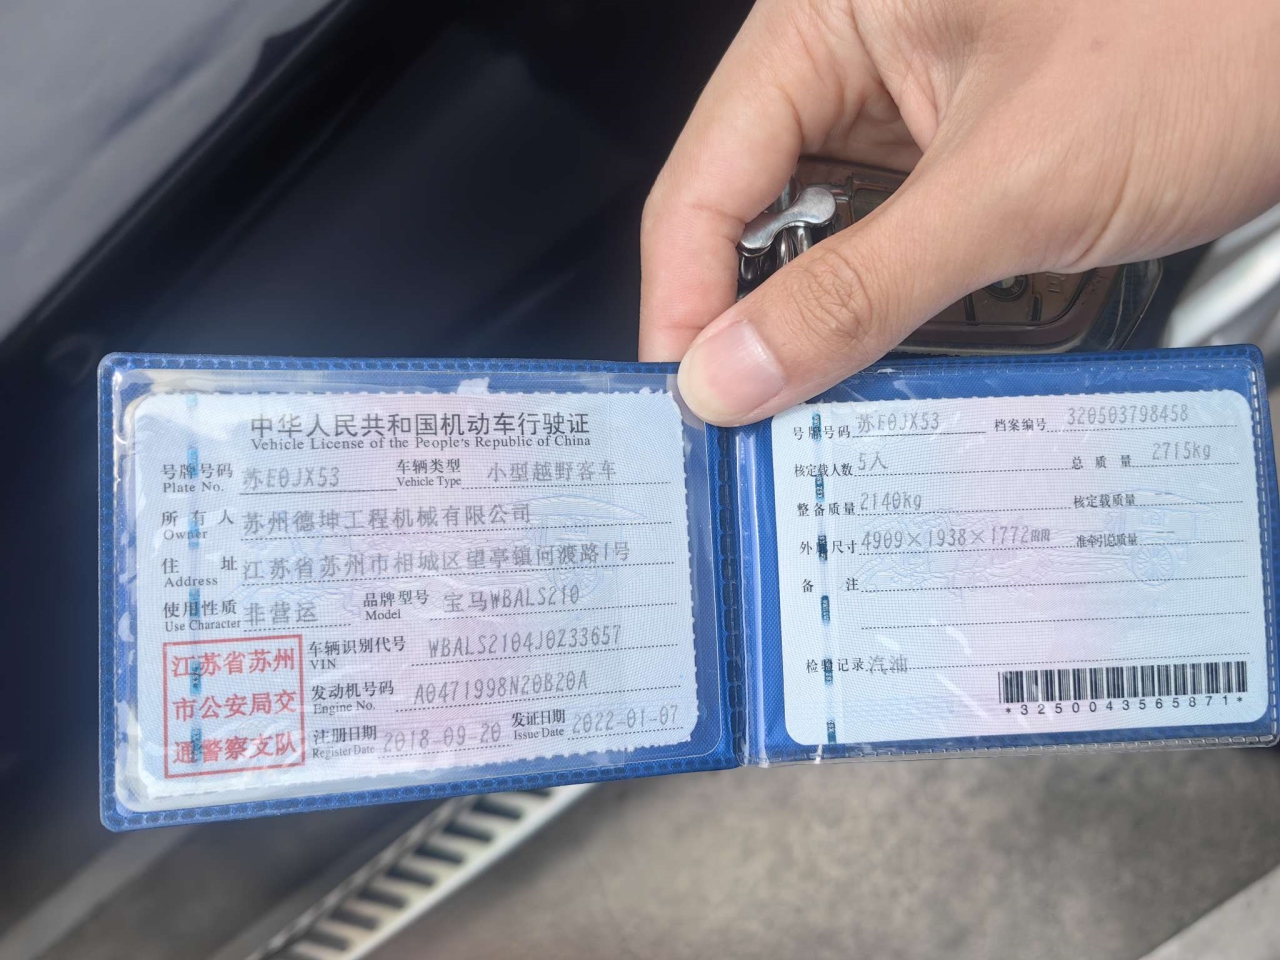 中华人民共和国机动车行驶证
Vehicle License of the People's Republic of China
号牌号码 苏E0JX53 车辆类型 小型越野客车
Plate No. Vehicle Type
所有人 苏州德坤工程机械有限公司
Owner
住址 江苏省苏州市相城区望亭镇问渡路1号
Address
使用性质 非营运 品牌型号 宝马WBALS210
Use Character Model
江苏省苏州
市公安局交
通警察支队
车辆识别代号 WBALS2104J0Z33657
VIN
发动机号码 A0471998N20B20A
Engine No.
注册日期 2018-09-20 发证日期 2022-01-07
Register Date Issue Date
号牌号码 苏E0JX53 档案编号 320503798458
核定载人数 5人 总质量 2715kg
整备质量 2140kg 核定载质量
外廓尺寸 4909×1938×1772mm 准牵引总质量 --
备注
检验记录 汽油
*3250043565871*